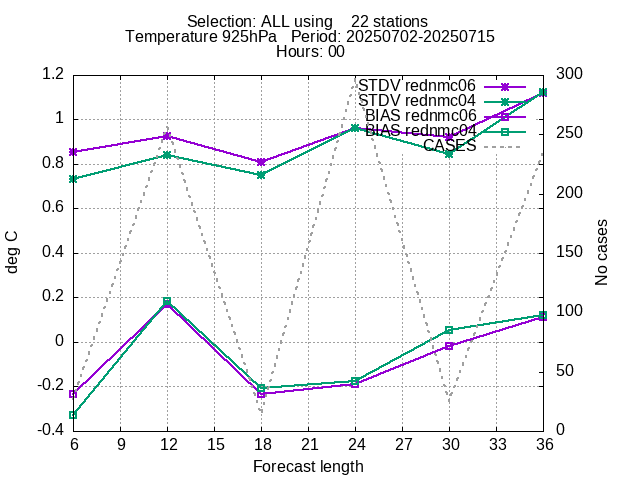 Selection: ALL using 22 stations
Temperature 925hPa Period: 20250702-20250715
Hours: 00
1.2
1
0.8
0.6
0.4
0.2
0
-0.2
-0.4
deg C
300
250
200
150
100
50
0
No cases
STDV rednmc06
STDV rednmc04
BIAS rednmc06
BIAS rednmc04
CASES
6 9 12 15 18 21 24 27 30 33 36
Forecast length